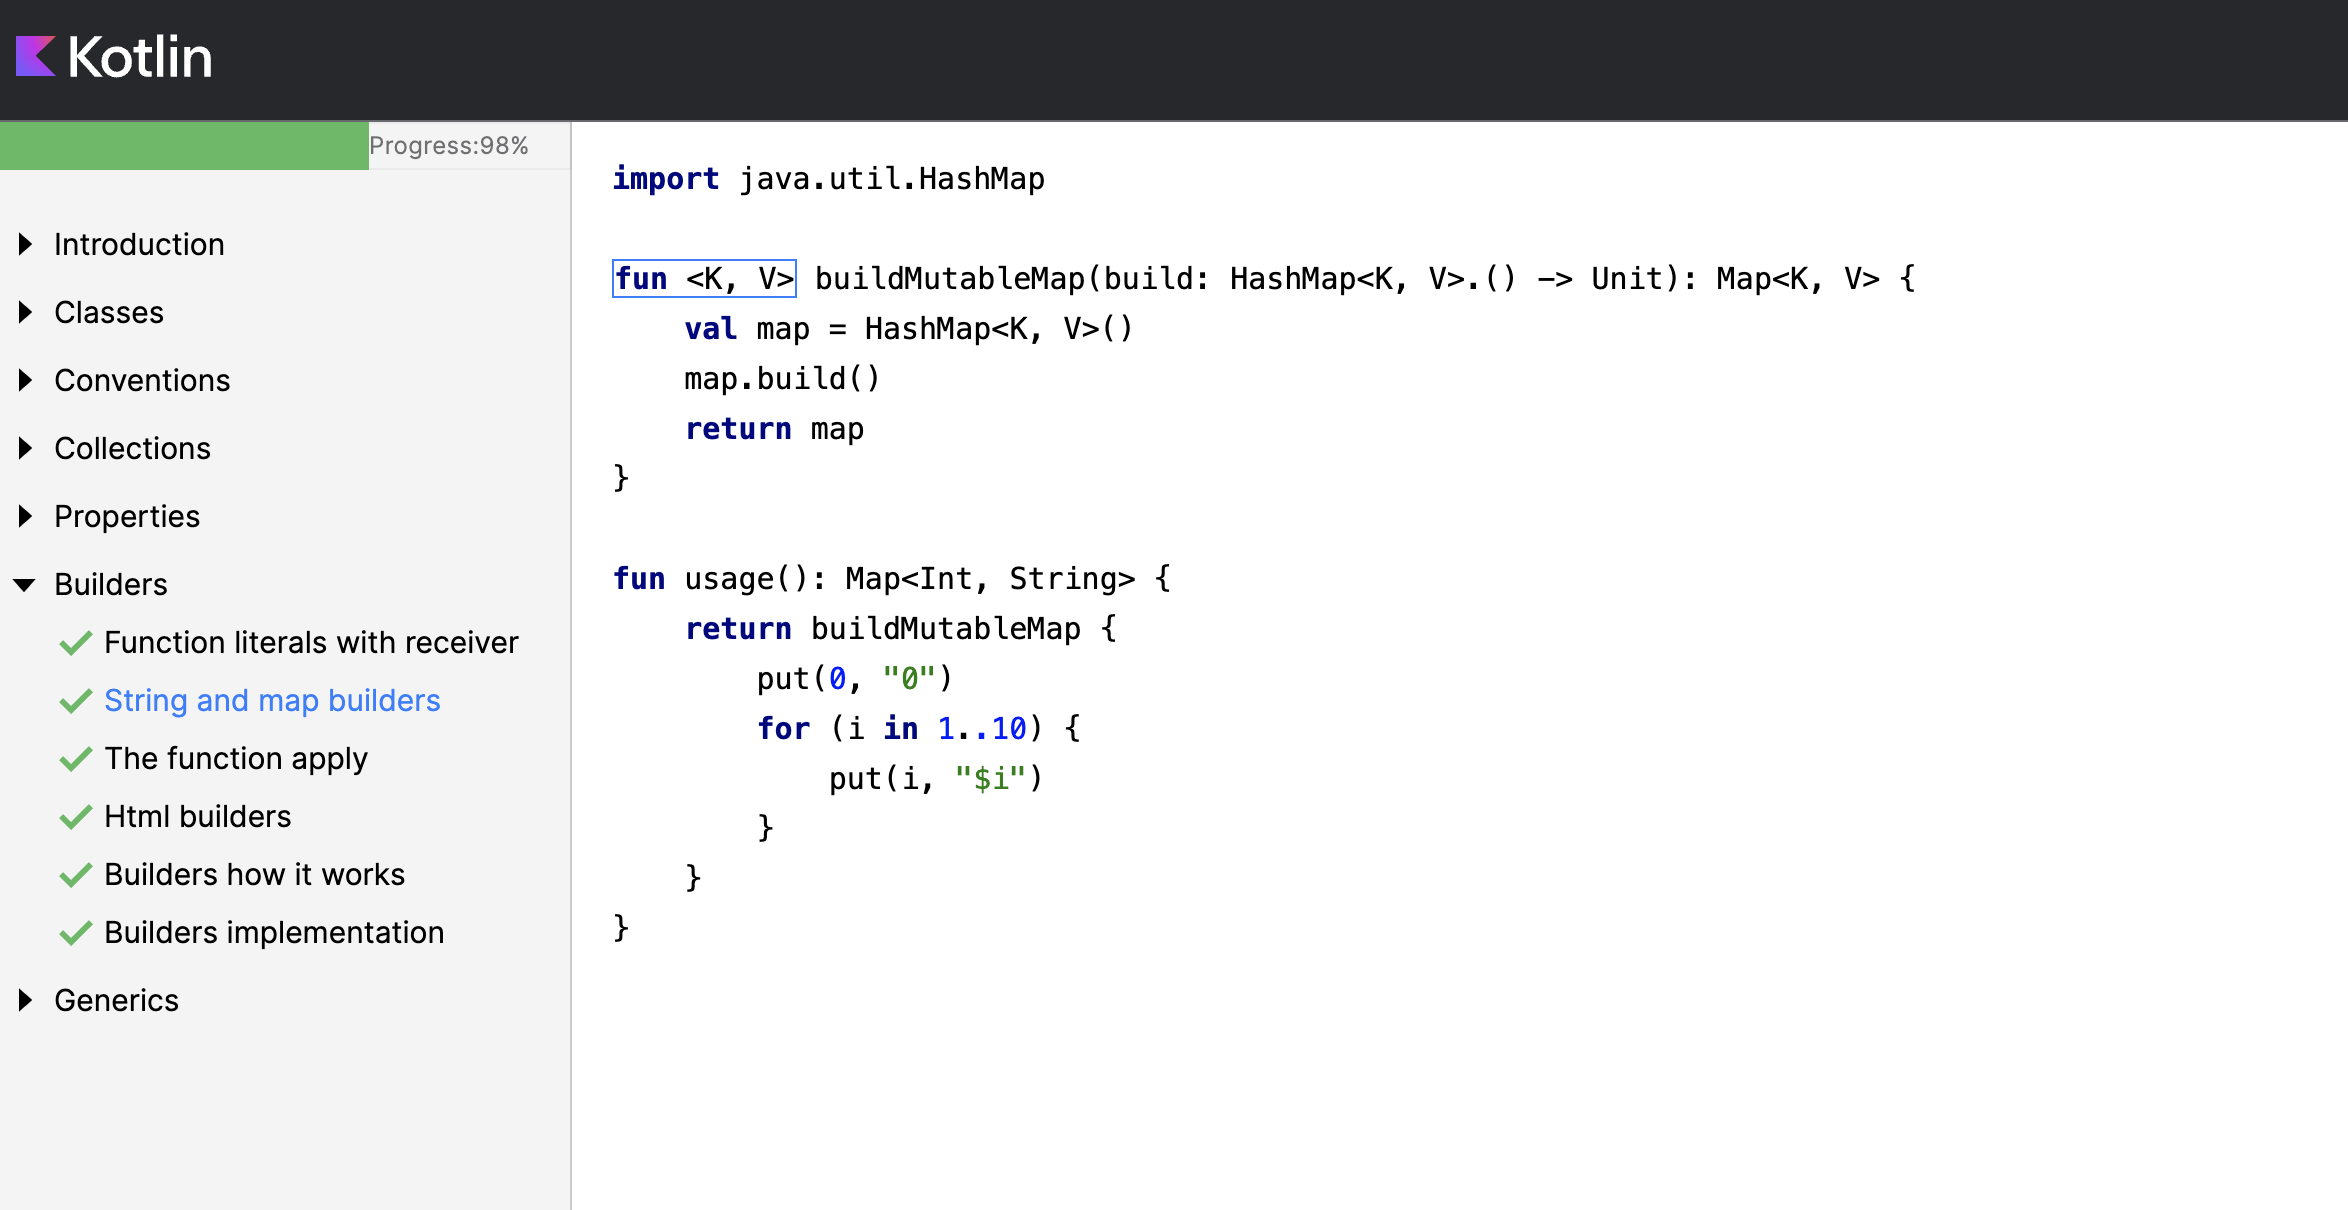 Kotlin
Progress:98%
Introduction
Classes
Conventions
Collections
Properties
Builders
Function literals with receiver
String and map builders
The function apply
Html builders
Builders how it works
Builders implementation
Generics
import java.util.HashMap
fun <K, V> buildMutableMap(build: HashMap<K, V>.() -> Unit): Map<K, V> {
    val map = HashMap<K, V>()
    map.build()
    return map
}
fun usage(): Map<Int, String> {
    return buildMutableMap {
        put(0, "0")
        for (i in 1..10) {
            put(i, "$i")
        }
    }
}